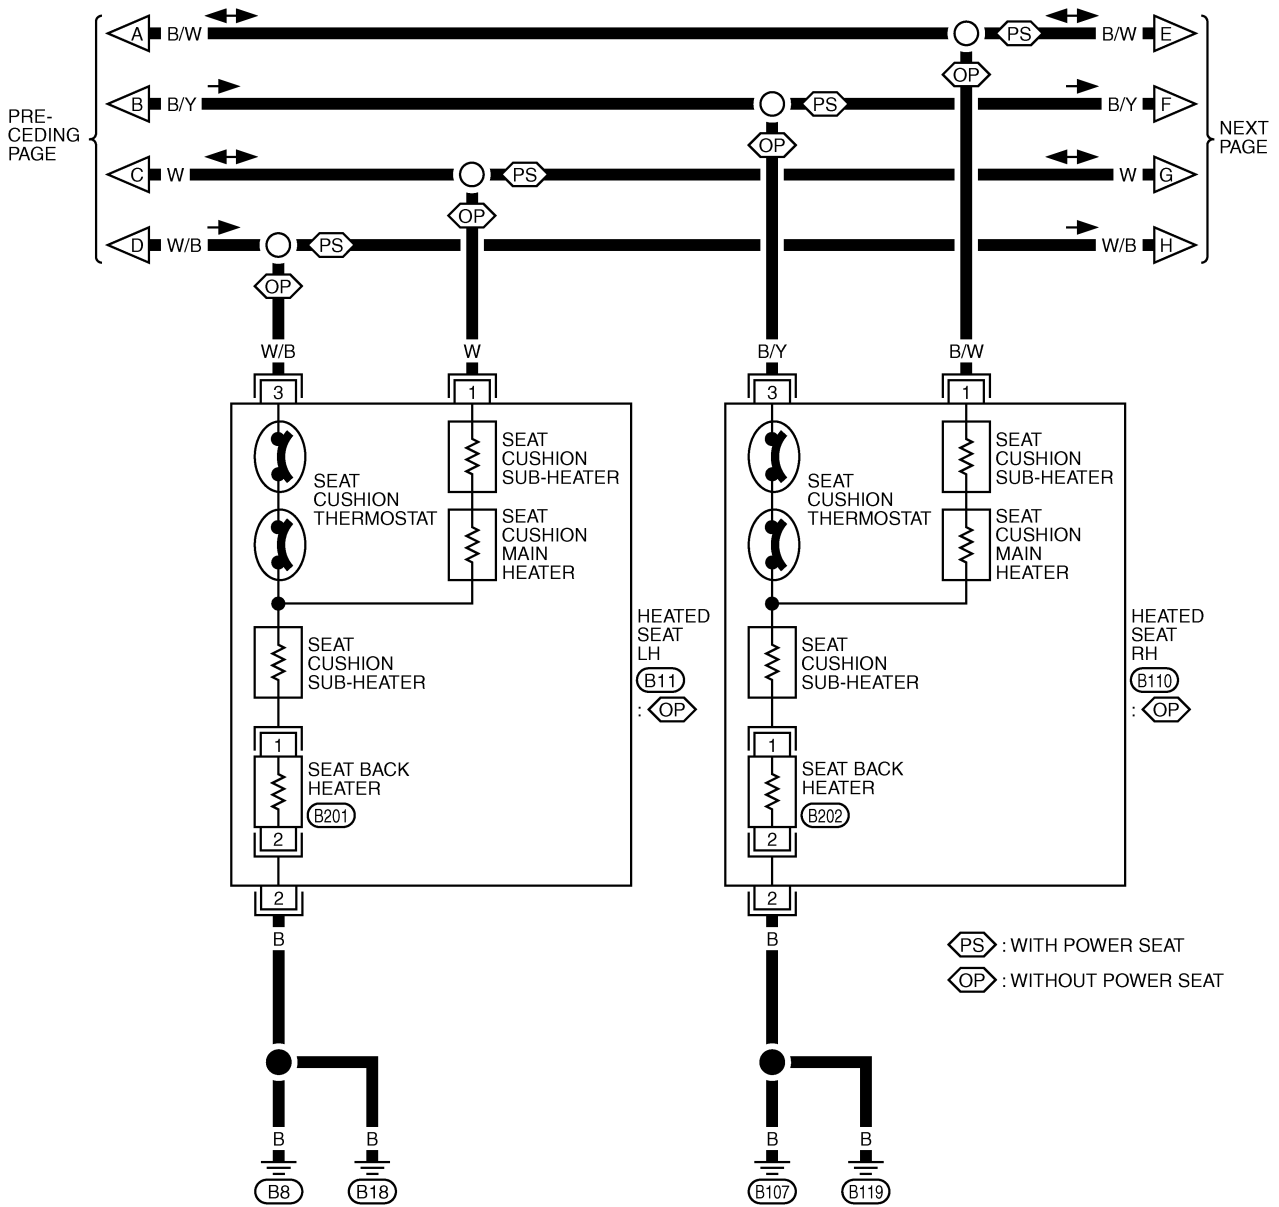 A B/W PS B/W E
OP
B B/Y PS B/Y F
PRE-
CEDING
PAGE
NEXT
PAGE
OP
C W PS W G
OP
D W/B PS W/B H
OP
W/B W B/Y B/W
3 1 3 1
SEAT
CUSHION
SUB-HEATER
SEAT
CUSHION
THERMOSTAT
SEAT
CUSHION
MAIN
HEATER
SEAT
CUSHION
SUB-HEATER
HEATED
SEAT
LH
B11
: OP
1
SEAT BACK
HEATER
B201
2
2
SEAT
CUSHION
SUB-HEATER
SEAT
CUSHION
THERMOSTAT
SEAT
CUSHION
MAIN
HEATER
SEAT
CUSHION
SUB-HEATER
HEATED
SEAT
RH
B110
: OP
1
SEAT BACK
HEATER
B202
2
2
B B
PS : WITH POWER SEAT
OP : WITHOUT POWER SEAT
B B B B
B8 B18 B107 B119